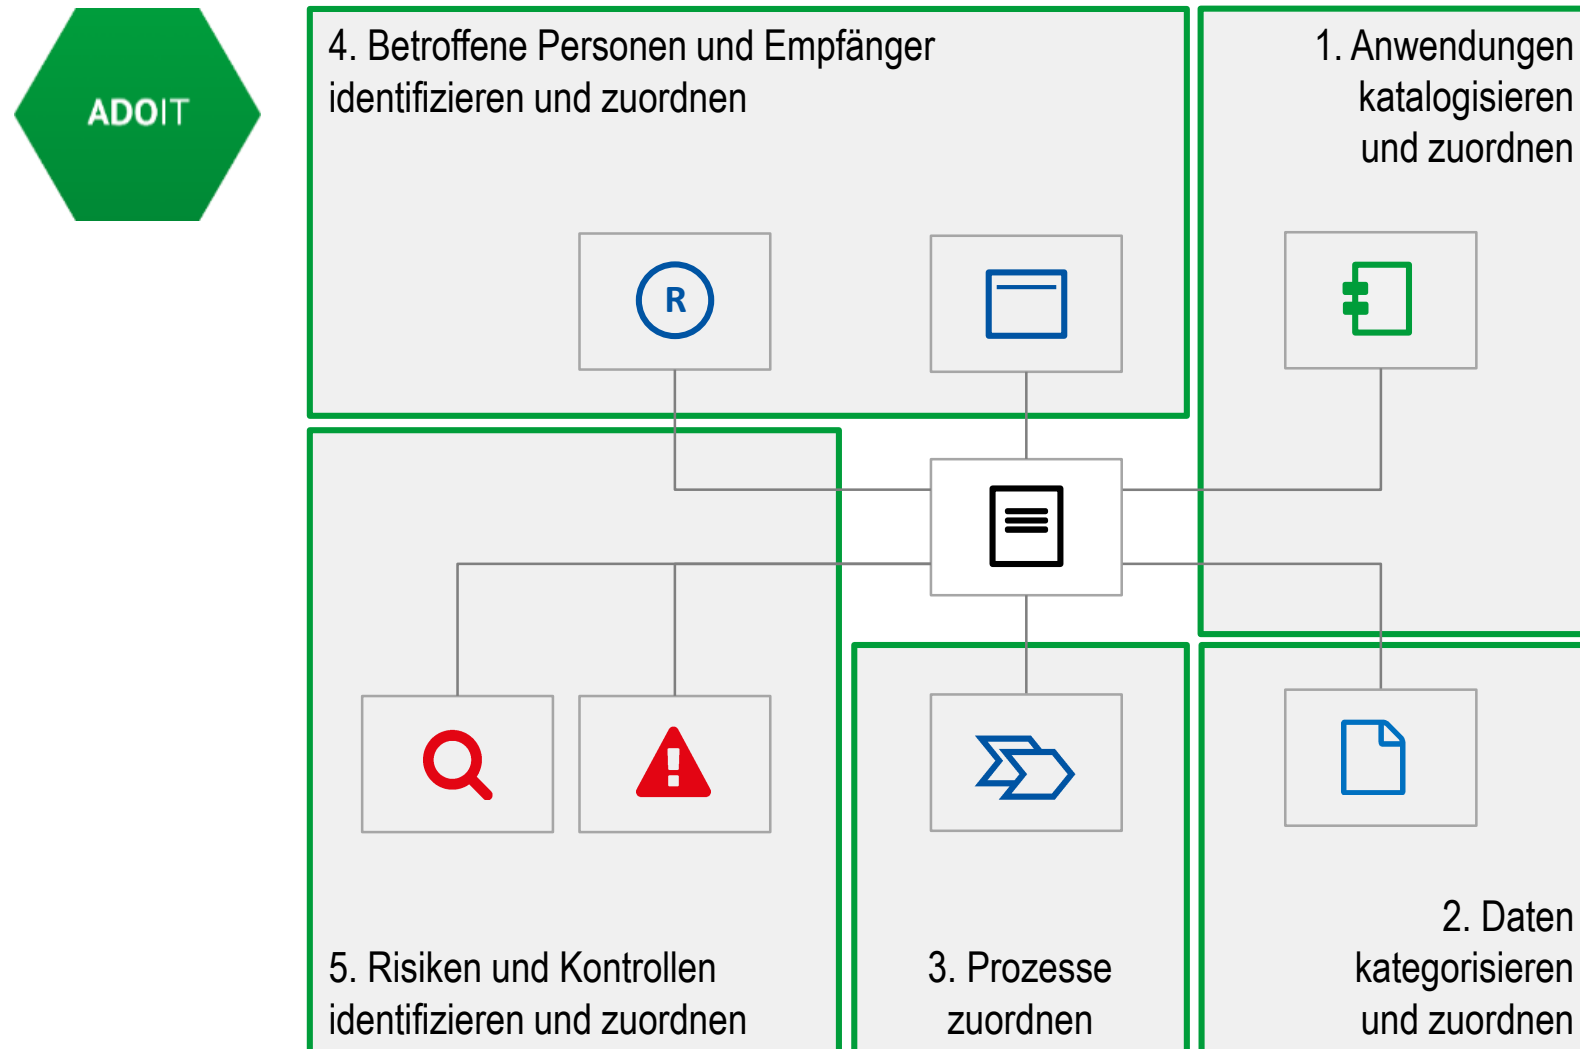 ADOIT
4. Betroffene Personen und Empfänger
identifizieren und zuordnen
1. Anwendungen
katalogisieren
und zuordnen
R
5. Risiken und Kontrollen
identifizieren und zuordnen
3. Prozesse
zuordnen
2. Daten
kategorisieren
und zuordnen